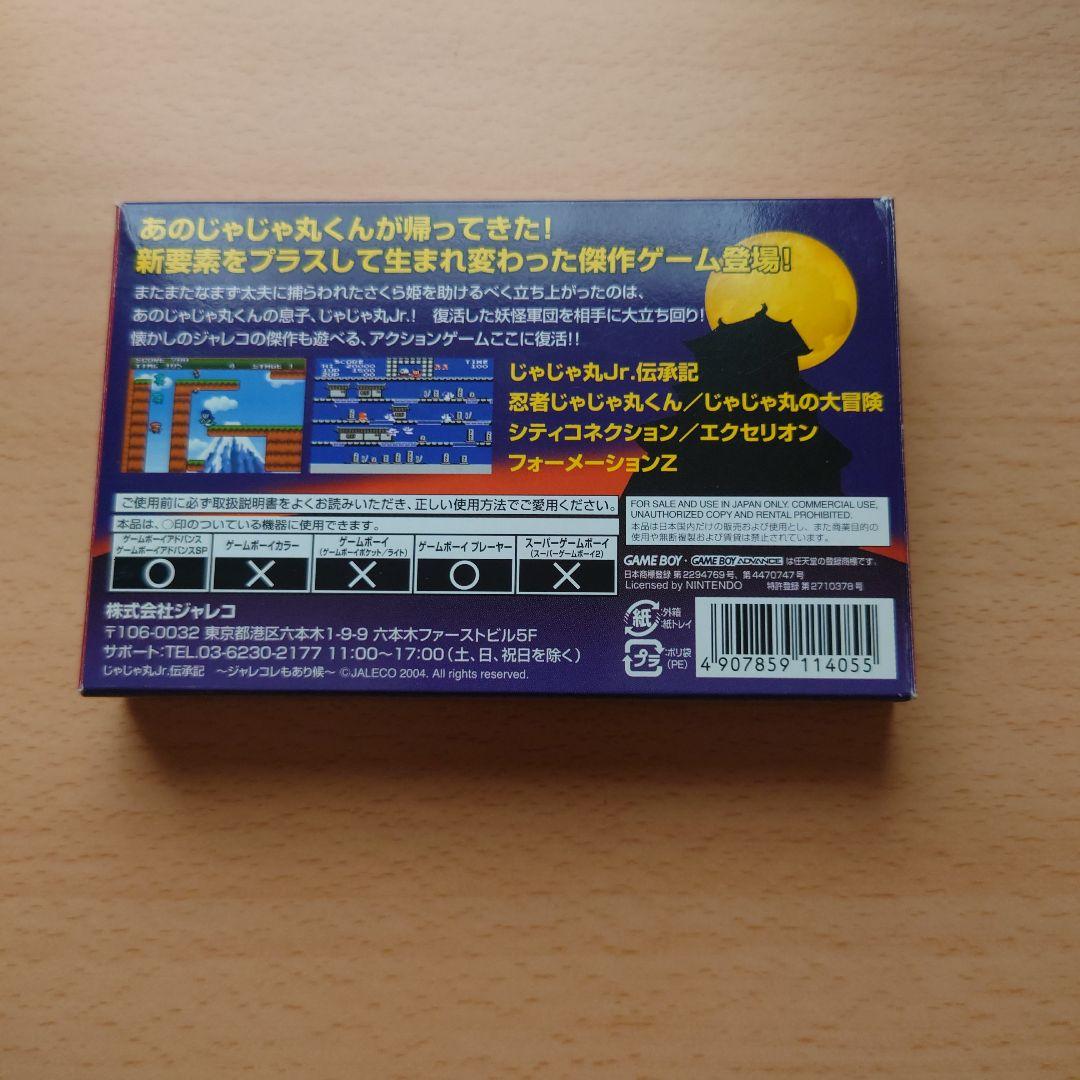 あのじゃじゃ丸くんが帰ってきた!
新要素をプラスして生まれ変わった傑作ゲーム登場!
またまたなまず太夫に捕らわれたさくら姫を助けるべく立ち上がったのは、
あのじゃじゃ丸くんの息子、じゃじゃ丸Jr.! 復活した妖怪軍団を相手に大立ち回り!
懐かしのジャレコの傑作も遊べる、アクションゲームここに復活!!
SCORE 700
TIME 105 STAGE 1
SCORE TIME
HI 20000 100
1UP 1500
2UP 00
じゃじゃ丸Jr.伝承記
忍者じゃじゃ丸くん/じゃじゃ丸の大冒険
シティコネクション/エクセリオン
フォーメーションZ
ご使用前に必ず取扱説明書をよくお読みいただき、正しい使用方法でご愛用ください。
本品は、○印のついている機器に使用できます。
ゲームボーイアドバンス
ゲームボーイアドバンスSP
○
ゲームボーイカラー
×
ゲームボーイ
(ゲームボーイポケット/ライト)
×
ゲームボーイ プレーヤー
○
スーパーゲームボーイ
(スーパーゲームボーイ2)
×
FOR SALE AND USE IN JAPAN ONLY. COMMERCIAL USE,
UNAUTHORIZED COPY AND RENTAL PROHIBITED.
本品は日本国内だけの販売および使用とし、また商業目的の
使用や無断複製および賃貸は禁止されています。
GAME BOY・GAME BOY ADVANCE は任天堂の登録商標です。
日本商標登録 第2294769号、第4470747号
Licensed by NINTENDO 特許登録 第2710378号
株式会社ジャレコ
〒106-0032 東京都港区六本木1-9-9 六本木ファーストビル5F
サポート:TEL.03-6230-2177 11:00〜17:00(土、日、祝日を除く)
じゃじゃ丸Jr.伝承記 〜ジャレコレもあり候〜 ©JALECO 2004. All rights reserved.
紙
:外箱
紙トレイ
プラ
:ポリ袋
(PE)
4 907859 114055